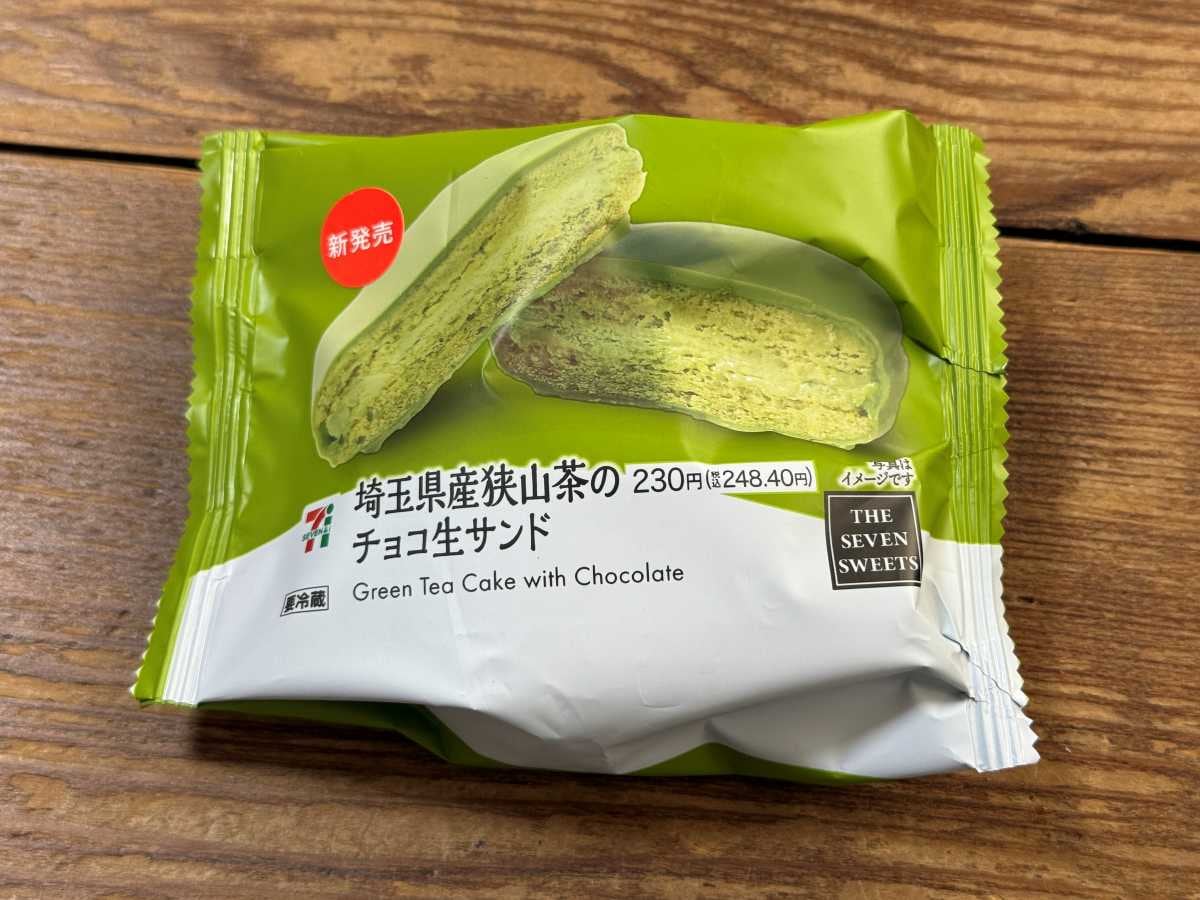 新発売
埼玉県産狭山茶の 230円(税込248.40円)
チョコ生サンド
Green Tea Cake with Chocolate
要冷蔵
SEVEN
写真は
イメージです
THE
SEVEN
SWEETS